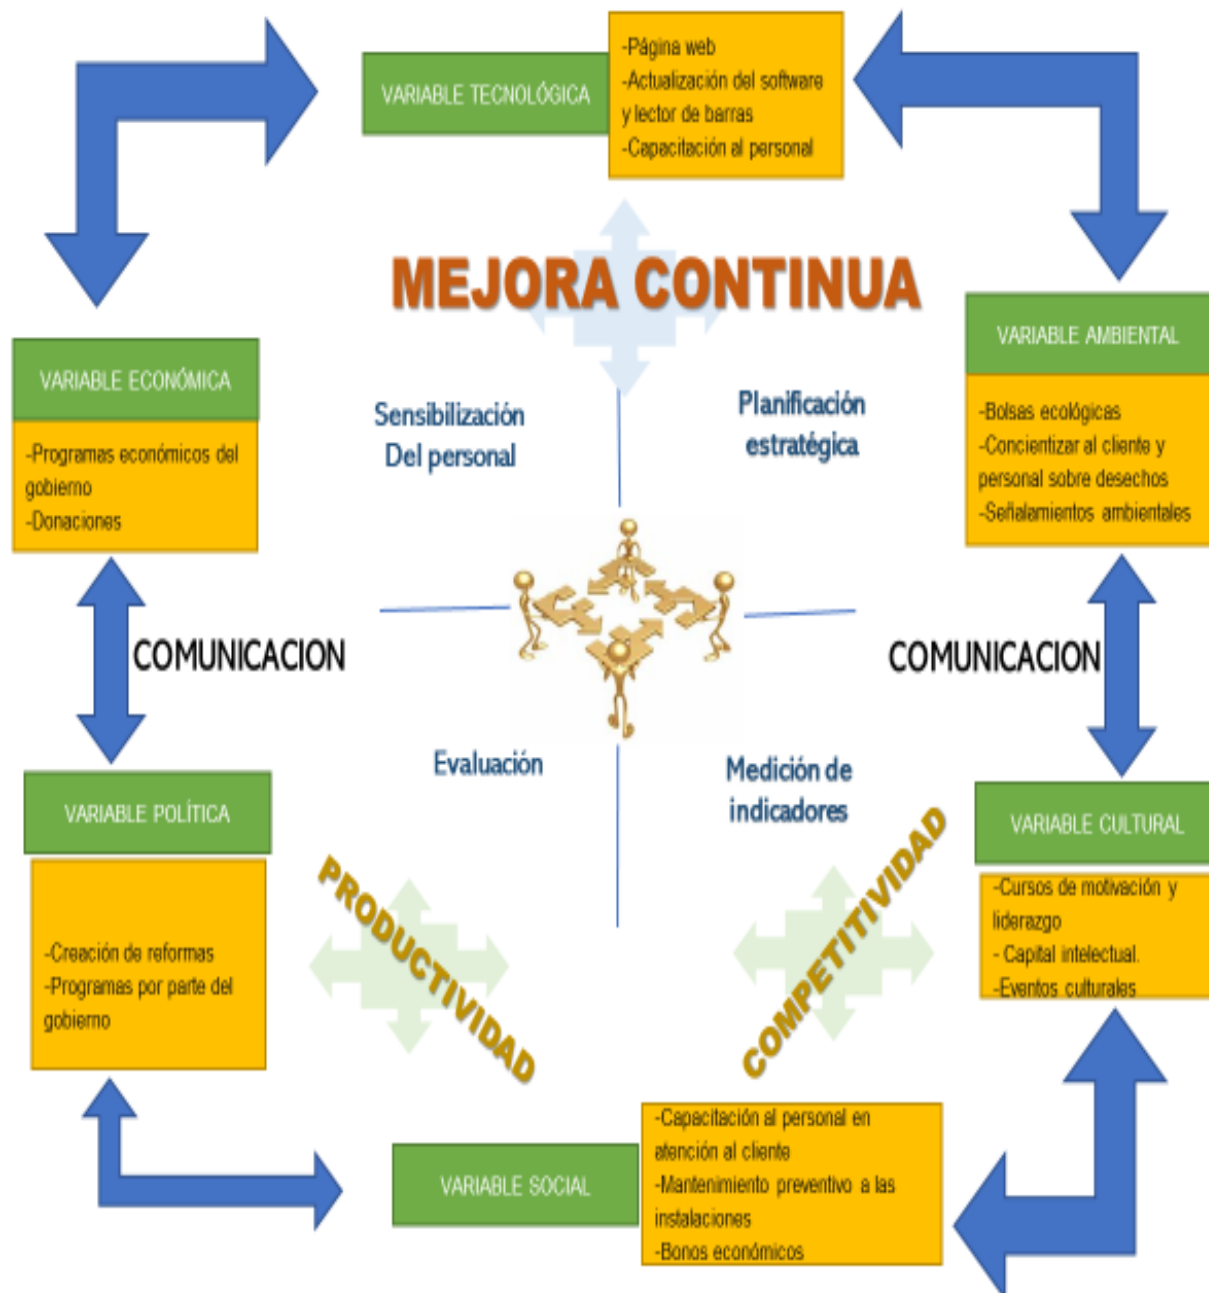 VARIABLE TECNOLÓGICA
-Página web
-Actualización del software
y lector de barras
-Capacitación al personal
MEJORA CONTINUA
VARIABLE ECONÓMICA
-Programas económicos del
gobierno
-Donaciones
Sensibilización
Del personal
Planificación
estratégica
VARIABLE AMBIENTAL
-Bolsas ecológicas
-Concientizar al cliente y
personal sobre desechos
-Señalamientos ambientales
COMUNICACION
COMUNICACION
Evaluación
Medición de
indicadores
VARIABLE POLÍTICA
-Creación de reformas
-Programas por parte del
gobierno
PRODUCTIVIDAD
COMPETITIVIDAD
VARIABLE CULTURAL
-Cursos de motivación y
liderazgo
- Capital intelectual.
-Eventos culturales
VARIABLE SOCIAL
-Capacitación al personal en
atención al cliente
-Mantenimiento preventivo a las
instalaciones
-Bonos económicos